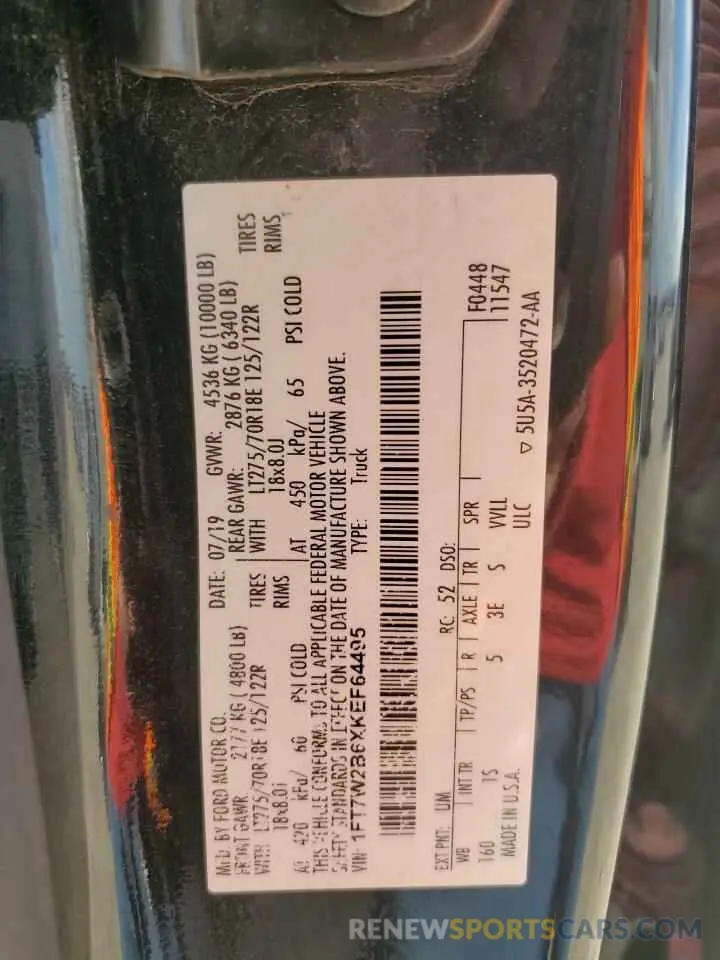 MFD. BY FORD MOTOR CO.
DATE: 07/19 GVWR: 4536 KG (10000 LB)
FRONT GAWR: 2177 KG ( 4800 LB) REAR GAWR: 2876 KG ( 6340 LB)
WITH LT275/70R18E 125/122R TIRES WITH LT275/70R18E 125/122R TIRES
18x8.0J RIMS 18x8.0J RIMS
AT 420 kPa/ 60 PSI COLD AT 450 kPa/ 65 PSI COLD
THIS VEHICLE CONFORMS TO ALL APPLICABLE FEDERAL MOTOR VEHICLE
SAFETY STANDARDS IN EFFECT ON THE DATE OF MANUFACTURE SHOWN ABOVE.
VIN: 1FT7W2B6XKEF64495 TYPE: Truck
EXT PNT: UM RC: 52 DSO:
WB INT TR TP/PS R AXLE TR SPR F0448
160 TS 5 3E S VVLL 11547
MADE IN U.S.A. ULC
▽ 5U5A-3520472-AA
RENEWSPORTSCARS.COM